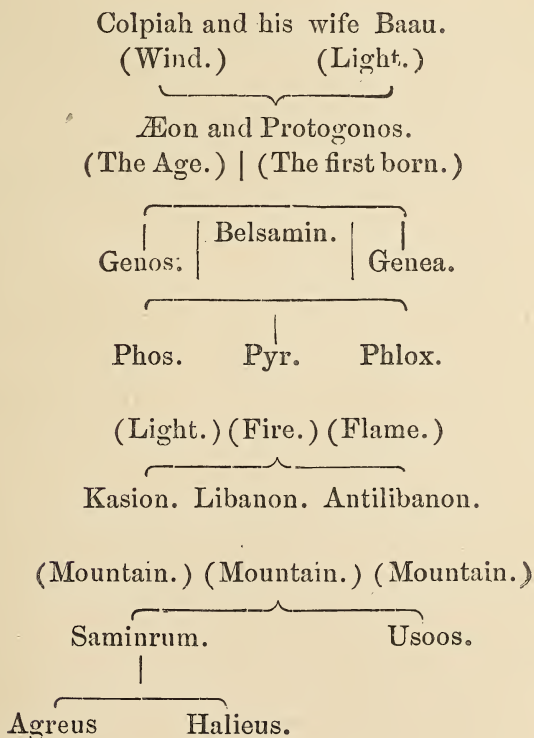 Colpiah and his wife Baau.
(Wind.) (Light.)
Æon and Protogonos.
(The Age.) | (The first born.)
Belsamin.
Genos. Genea.
Phos. Pyr. Phlox.
(Light.) (Fire.) (Flame.)
Kasion. Libanon. Antilibanon.
(Mountain.) (Mountain.) (Mountain.)
Saminrum. Usoos.
Agreus Halieus.